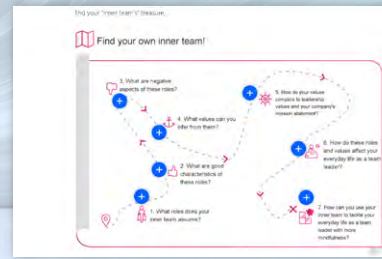 Find your "inner team's" treasure.
Find your own inner team!
3. What are negative
aspects of these roles?
5. How do your values
compare to leadership
values and your company's
mission statement?
4. What values can you
infer from them?
6. How do these roles
and values affect your
everyday life as a team
leader?
2. What are good
characteristics of
these roles?
1. What roles does your
inner team assume?
7. How can you use your
inner team to tackle your
everyday life as a team
leader with more
mindfulness?